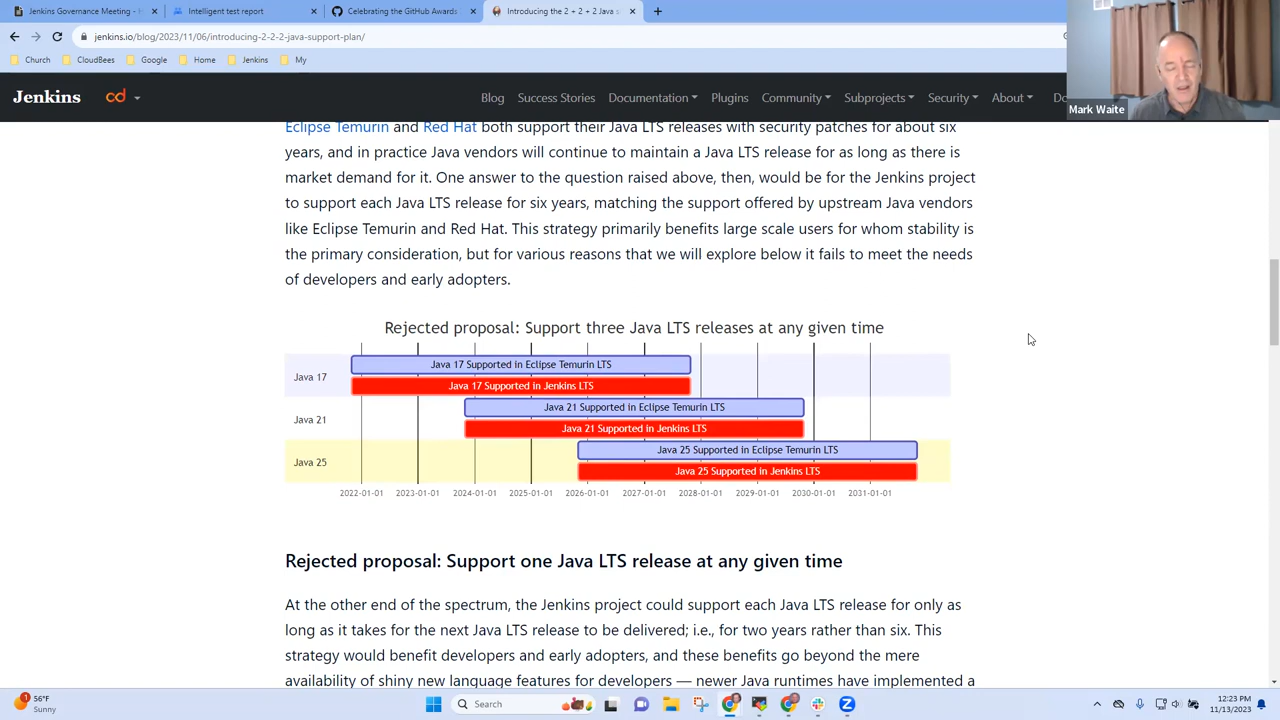 Jenkins Governance Meeting -
Intelligent test report
Celebrating the GitHub Awards
Introducing the 2 + 2 + 2 Java s
jenkins.io/blog/2023/11/06/introducing-2-2-2-java-support-plan/
Church
CloudBees
Google
Home
Jenkins
My
Mark Waite
Jenkins
cd
Blog
Success Stories
Documentation
Plugins
Community
Subprojects
Security
About
Do
Eclipse Temurin and Red Hat both support their Java LTS releases with security patches for about six
years, and in practice Java vendors will continue to maintain a Java LTS release for as long as there is
market demand for it. One answer to the question raised above, then, would be for the Jenkins project
to support each Java LTS release for six years, matching the support offered by upstream Java vendors
like Eclipse Temurin and Red Hat. This strategy primarily benefits large scale users for whom stability is
the primary consideration, but for various reasons that we will explore below it fails to meet the needs
of developers and early adopters.
Rejected proposal: Support three Java LTS releases at any given time
Java 17
Java 17 Supported in Eclipse Temurin LTS
Java 17 Supported in Jenkins LTS
Java 21
Java 21 Supported in Eclipse Temurin LTS
Java 21 Supported in Jenkins LTS
Java 25
Java 25 Supported in Eclipse Temurin LTS
Java 25 Supported in Jenkins LTS
2022-01-01 2023-01-01 2024-01-01 2025-01-01 2026-01-01 2027-01-01 2028-01-01 2029-01-01 2030-01-01 2031-01-01
Rejected proposal: Support one Java LTS release at any given time
At the other end of the spectrum, the Jenkins project could support each Java LTS release for only as
long as it takes for the next Java LTS release to be delivered; i.e., for two years rather than six. This
strategy would benefit developers and early adopters, and these benefits go beyond the mere
availability of shiny new language features for developers — newer Java runtimes have implemented a
1
56°F
Sunny
Search
12:23 PM
11/13/2023